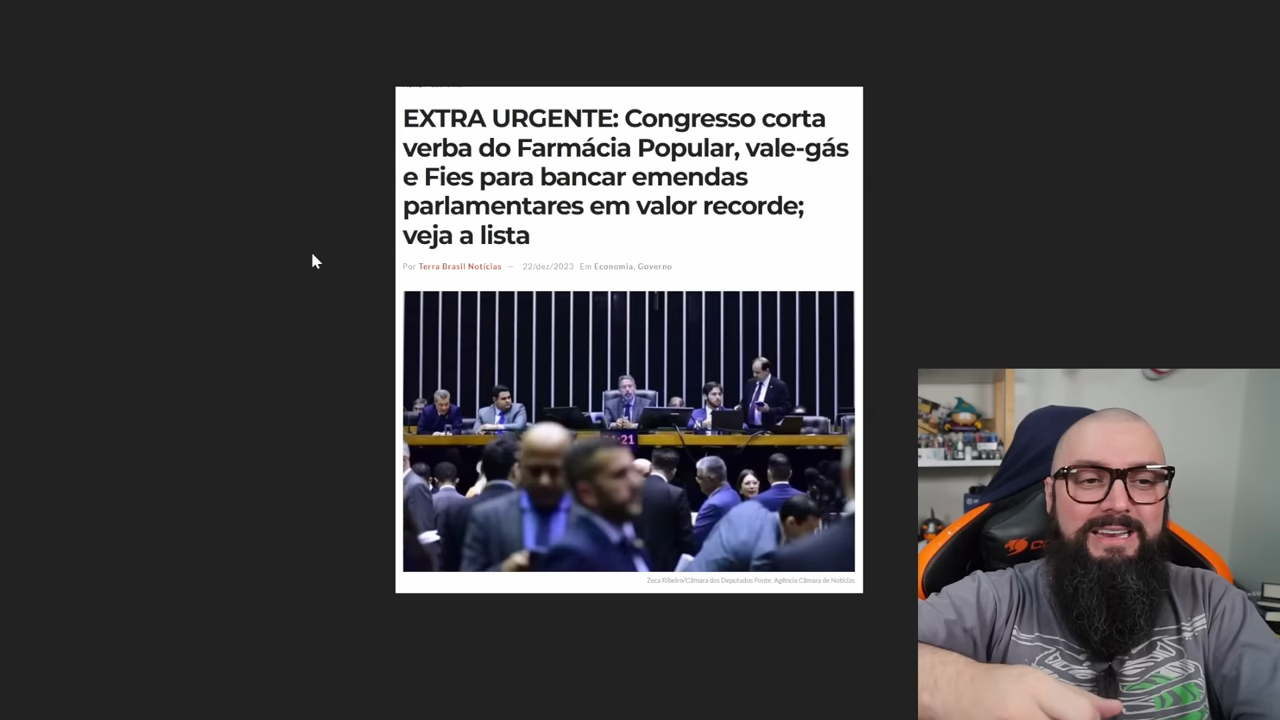 EXTRA URGENTE: Congresso corta
verba do Farmácia Popular, vale-gás
e Fies para bancar emendas
parlamentares em valor recorde;
veja a lista
Por Terra Brasil Notícias — 22/dez/2023 Em Economia, Governo
:21
Zeca Ribeiro/Câmara dos Deputados Fonte: Agência Câmara de Notícias